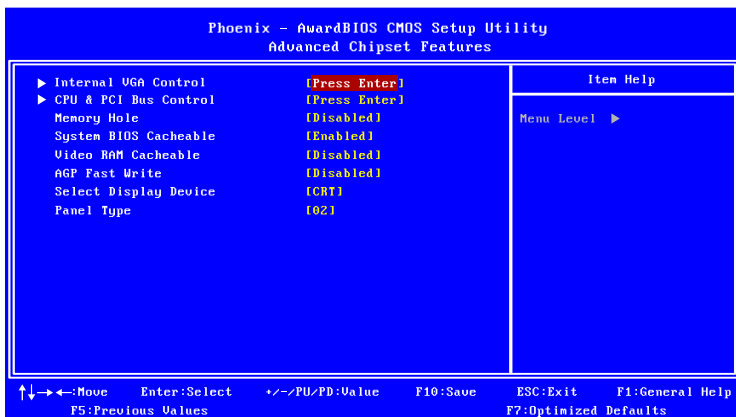 Phoenix - AwardBIOS CMOS Setup Utility
Advanced Chipset Features
▶ Internal VGA Control [Press Enter]
▶ CPU & PCI Bus Control [Press Enter]
Memory Hole [Disabled]
System BIOS Cacheable [Enabled]
Video RAM Cacheable [Disabled]
AGP Fast Write [Disabled]
Select Display Device [CRT]
Panel Type [02]
Item Help
Menu Level ▶
↑↓→←:Move Enter:Select +/-/PU/PD:Value F10:Save ESC:Exit F1:General Help
F5:Previous Values F7:Optimized Defaults